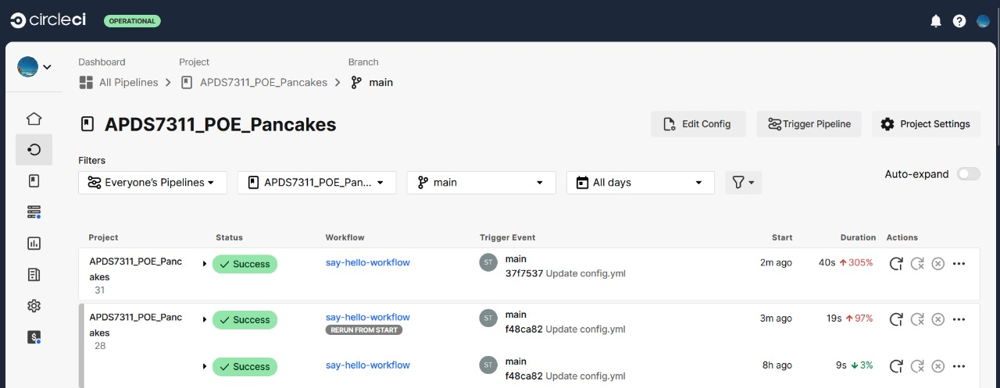 circleci OPERATIONAL
Dashboard Project Branch
All Pipelines > APDS7311_POE_Pancakes > main
APDS7311_POE_Pancakes
Edit Config Trigger Pipeline Project Settings
Filters
Everyone's Pipelines APDS7311_POE_Pan... main All days Auto-expand
Project Status Workflow Trigger Event Start Duration Actions
APDS7311_POE_Panc Success say-hello-workflow ST main 2m ago 40s ↑305%
akes 37f7537 Update config.yml
31
APDS7311_POE_Panc Success say-hello-workflow ST main 3m ago 19s ↑97%
akes RERUN FROM START f48ca82 Update config.yml
28
Success say-hello-workflow ST main 8h ago 9s ↓3%
f48ca82 Update config.yml